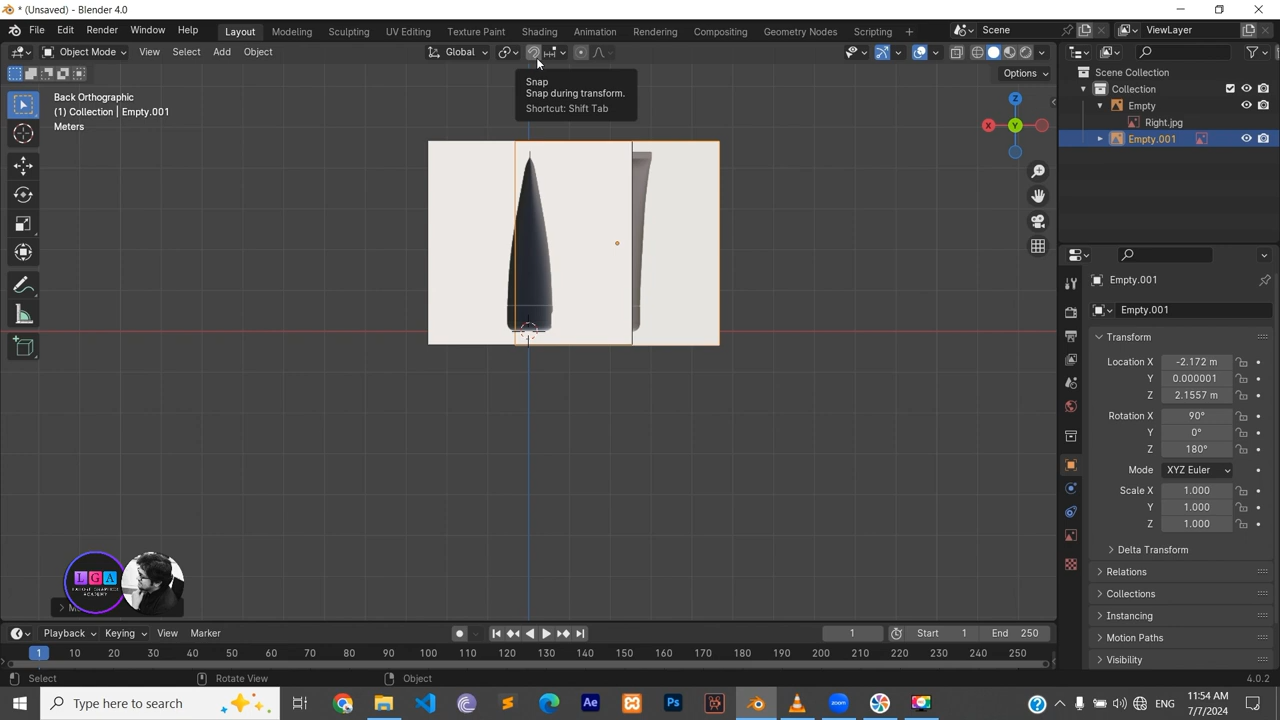 * (Unsaved) - Blender 4.0
File Edit Render Window Help
Layout Modeling Sculpting UV Editing Texture Paint Shading Animation Rendering Compositing Geometry Nodes Scripting
Scene
ViewLayer
Object Mode View Select Add Object
Global
Options
Back Orthographic
(1) Collection | Empty.001
Meters
Snap
Snap during transform.
Shortcut: Shift Tab
X
Y
Z
Scene Collection
Collection
Empty
Right.jpg
Empty.001
Empty.001
Empty.001
Transform
Location X -2.172 m
Y 0.000001
Z 2.1557 m
Rotation X 90°
Y 0°
Z 180°
Mode XYZ Euler
Scale X 1.000
Y 1.000
Z 1.000
Delta Transform
Relations
Collections
Instancing
Motion Paths
Visibility
LGA
Playback Keying View Marker
1
Start 1
End 250
1 10 20 30 40 50 60 70 80 90 100 110 120 130 140 150 160 170 180 190 200 210 220 230 240 250
Select
Rotate View
Object
4.0.2
Type here to search
Ae
Ps
zoom
ENG
11:54 AM
7/7/2024